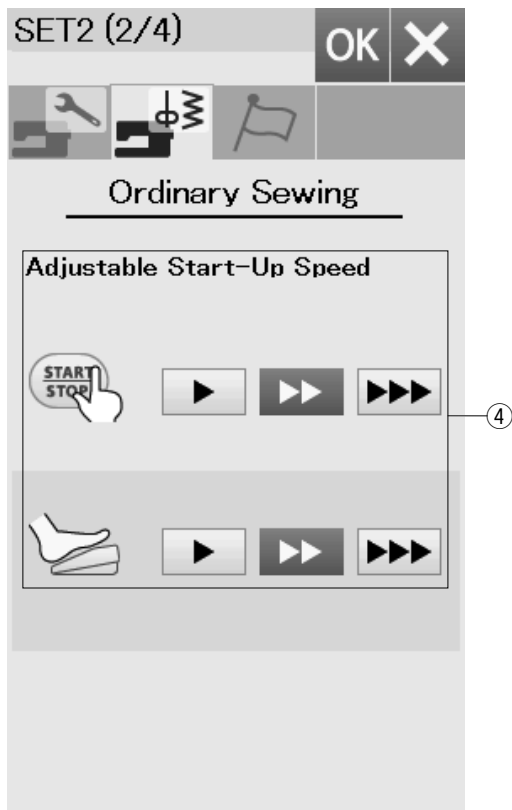 SET2 (2/4)
OK
Ordinary Sewing
Adjustable Start-Up Speed
START
STOP
④